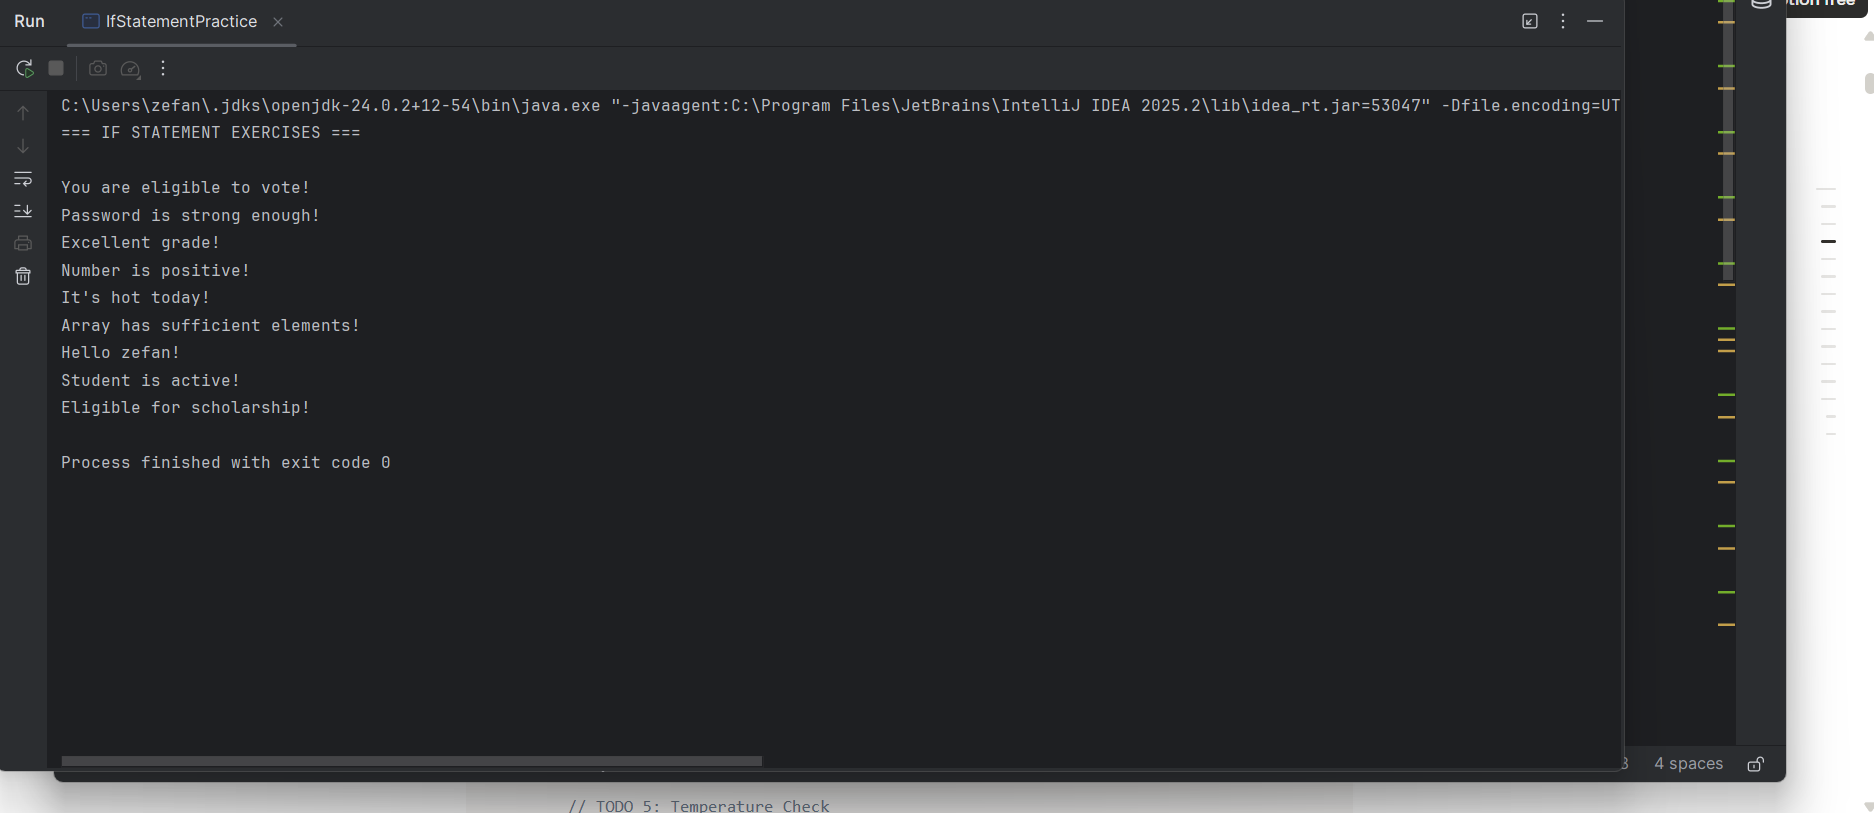 tion free
Run IfStatementPractice
C:\Users\zefan\.jdks\openjdk-24.0.2+12-54\bin\java.exe "-javaagent:C:\Program Files\JetBrains\IntelliJ IDEA 2025.2\lib\idea_rt.jar=53047" -Dfile.encoding=UT
=== IF STATEMENT EXERCISES ===
You are eligible to vote!
Password is strong enough!
Excellent grade!
Number is positive!
It's hot today!
Array has sufficient elements!
Hello zefan!
Student is active!
Eligible for scholarship!
Process finished with exit code 0
4 spaces
// TODO 5: Temperature Check